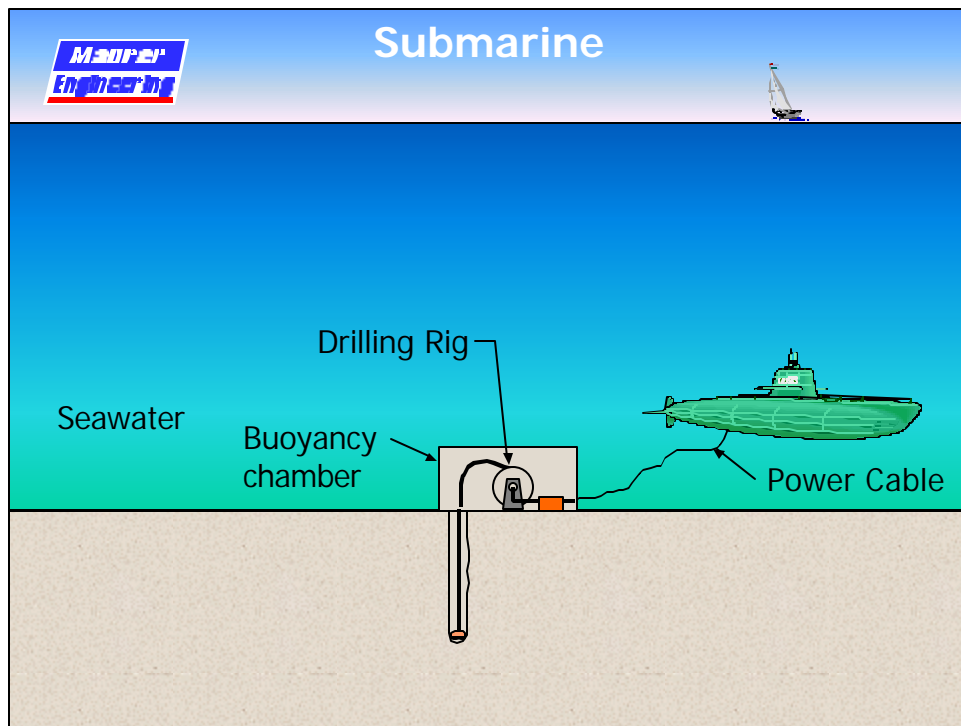 Submarine
Maurer
Engineering
Drilling Rig
Seawater
Buoyancy
chamber
Power Cable